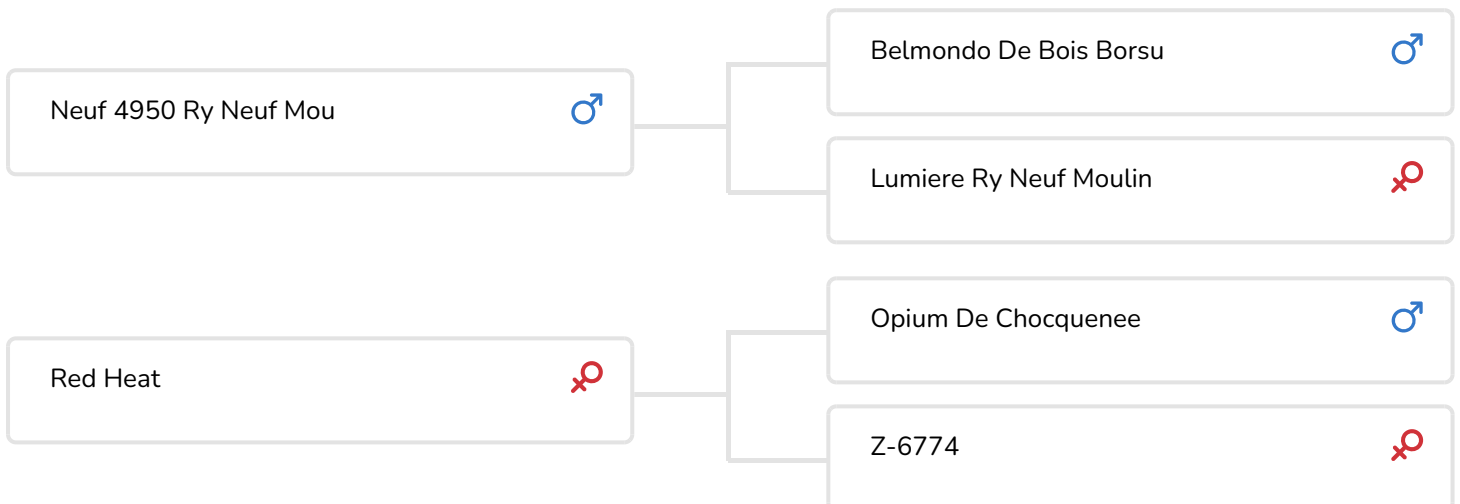 Belmondo De Bois Borsu
Neuf 4950 Ry Neuf Mou
Lumiere Ry Neuf Moulin
Opium De Chocquenee
Red Heat
Z-6774